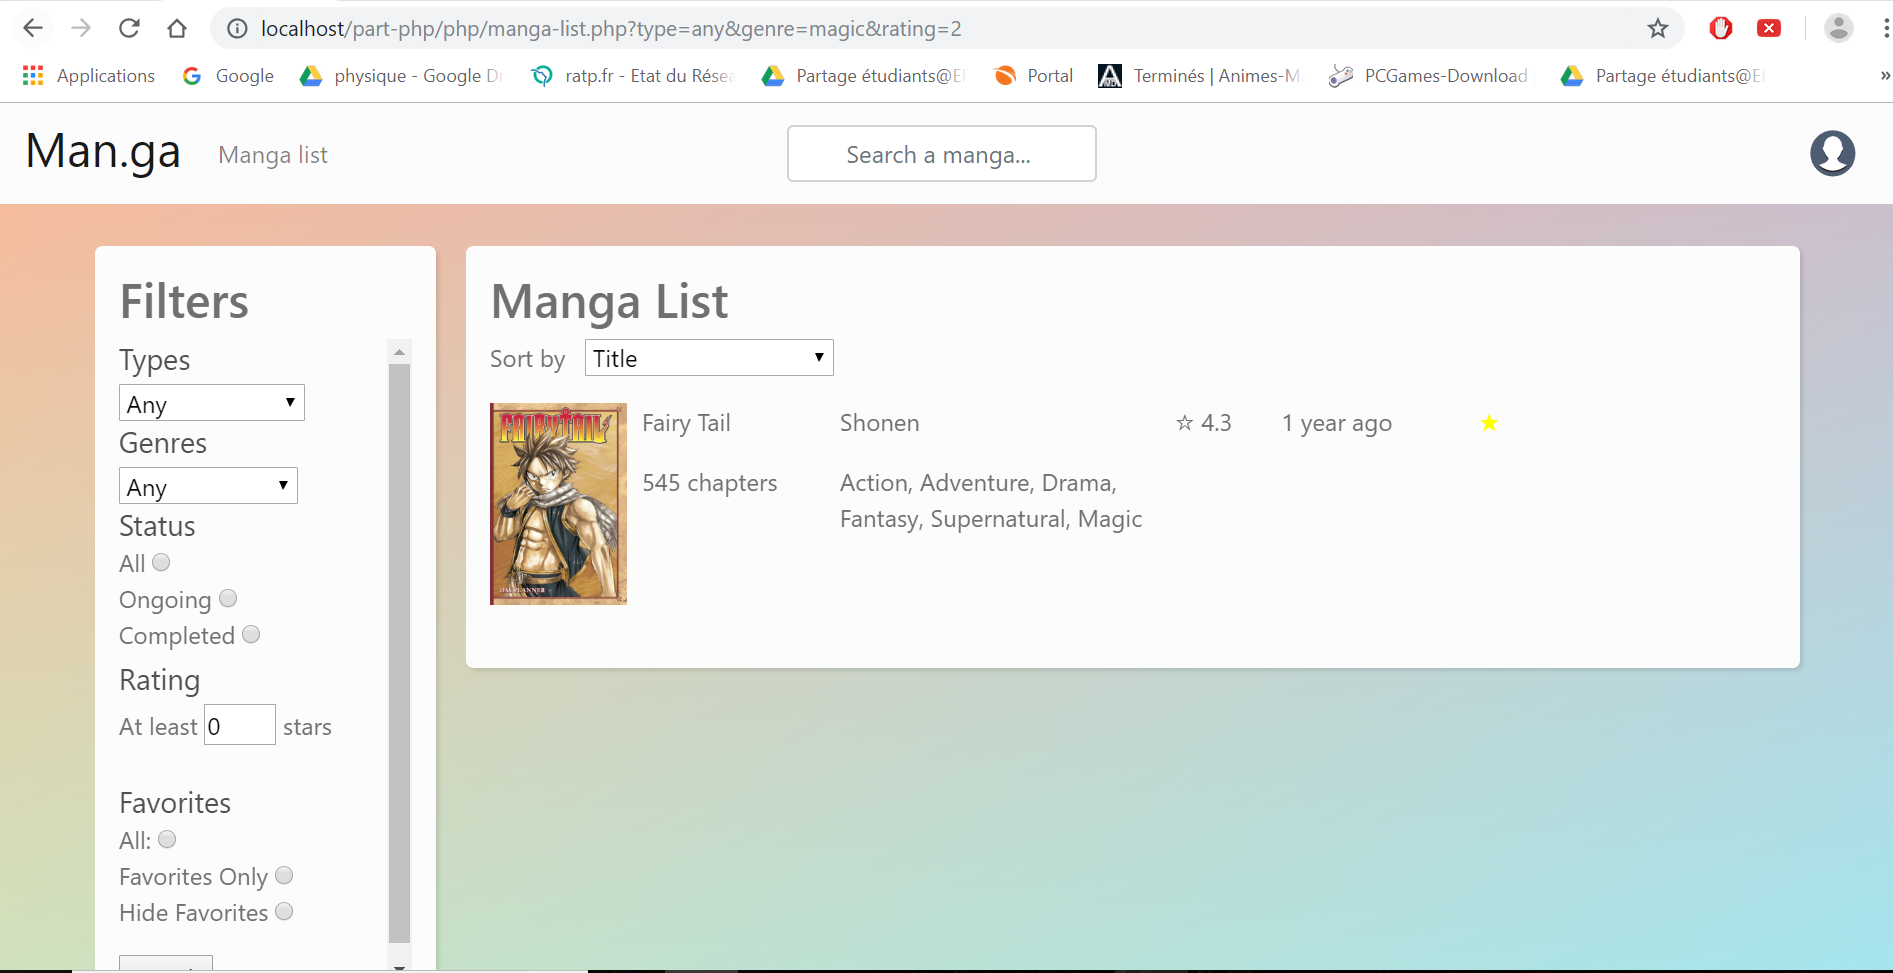 localhost/part-php/php/manga-list.php?type=any&genre=magic&rating=2
Applications Google physique - Google D ratp.fr - Etat du Rése Partage étudiants@E Portal Terminés | Animes-M PCGames-Download Partage étudiants@E »
Man.ga Manga list Search a manga...
Filters
Types
Any
Genres
Any
Status
All
Ongoing
Completed
Rating
At least 0 stars
Favorites
All:
Favorites Only
Hide Favorites
Manga List
Sort by Title
FAIRY TAIL
Fairy Tail Shonen ☆ 4.3 1 year ago ★
545 chapters Action, Adventure, Drama,
Fantasy, Supernatural, Magic